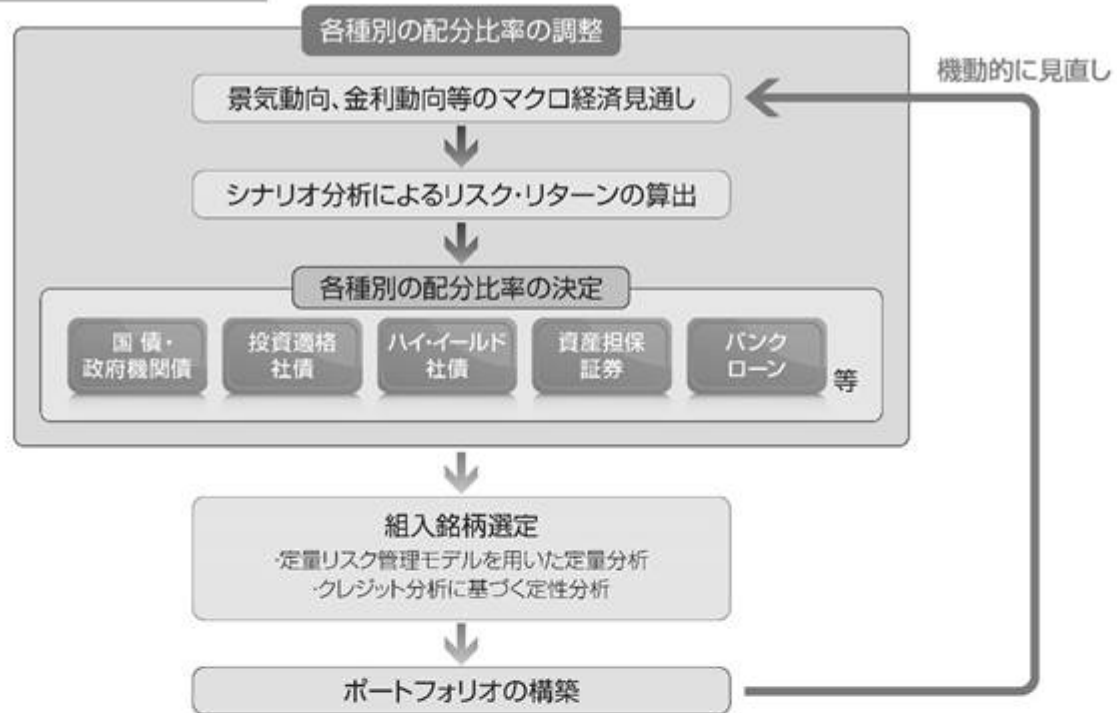 各種別の配分比率の調整
機動的に見直し
景気動向、金利動向等のマクロ経済見通し
シナリオ分析によるリスク・リターンの算出
各種別の配分比率の決定
国債・
政府機関債
投資適格
社債
ハイ・イールド
社債
資産担保
証券
バンク
ローン
等
組入銘柄選定
・定量リスク管理モデルを用いた定量分析
・クレジット分析に基づく定性分析
ポートフォリオの構築